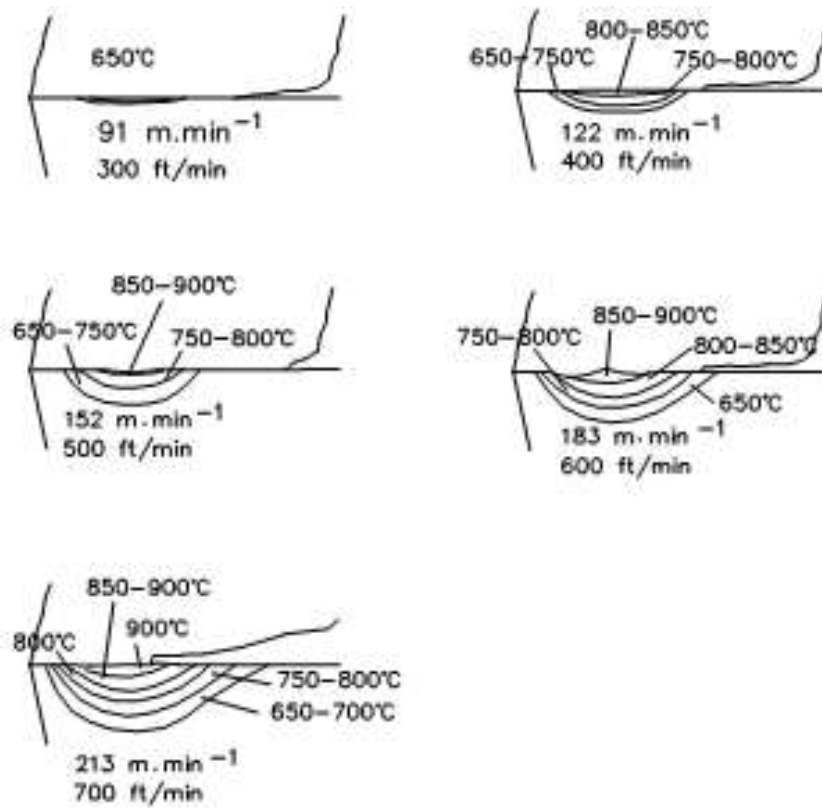 650℃
91 m.min⁻¹
300 ft/min
800-850℃
650-750℃
750-800℃
122 m.min⁻¹
400 ft/min
850-900℃
650-750℃
750-800℃
152 m.min⁻¹
500 ft/min
850-900℃
750-800℃
800-850℃
650℃
183 m.min⁻¹
600 ft/min
850-900℃
900℃
800℃
750-800℃
650-700℃
213 m.min⁻¹
700 ft/min